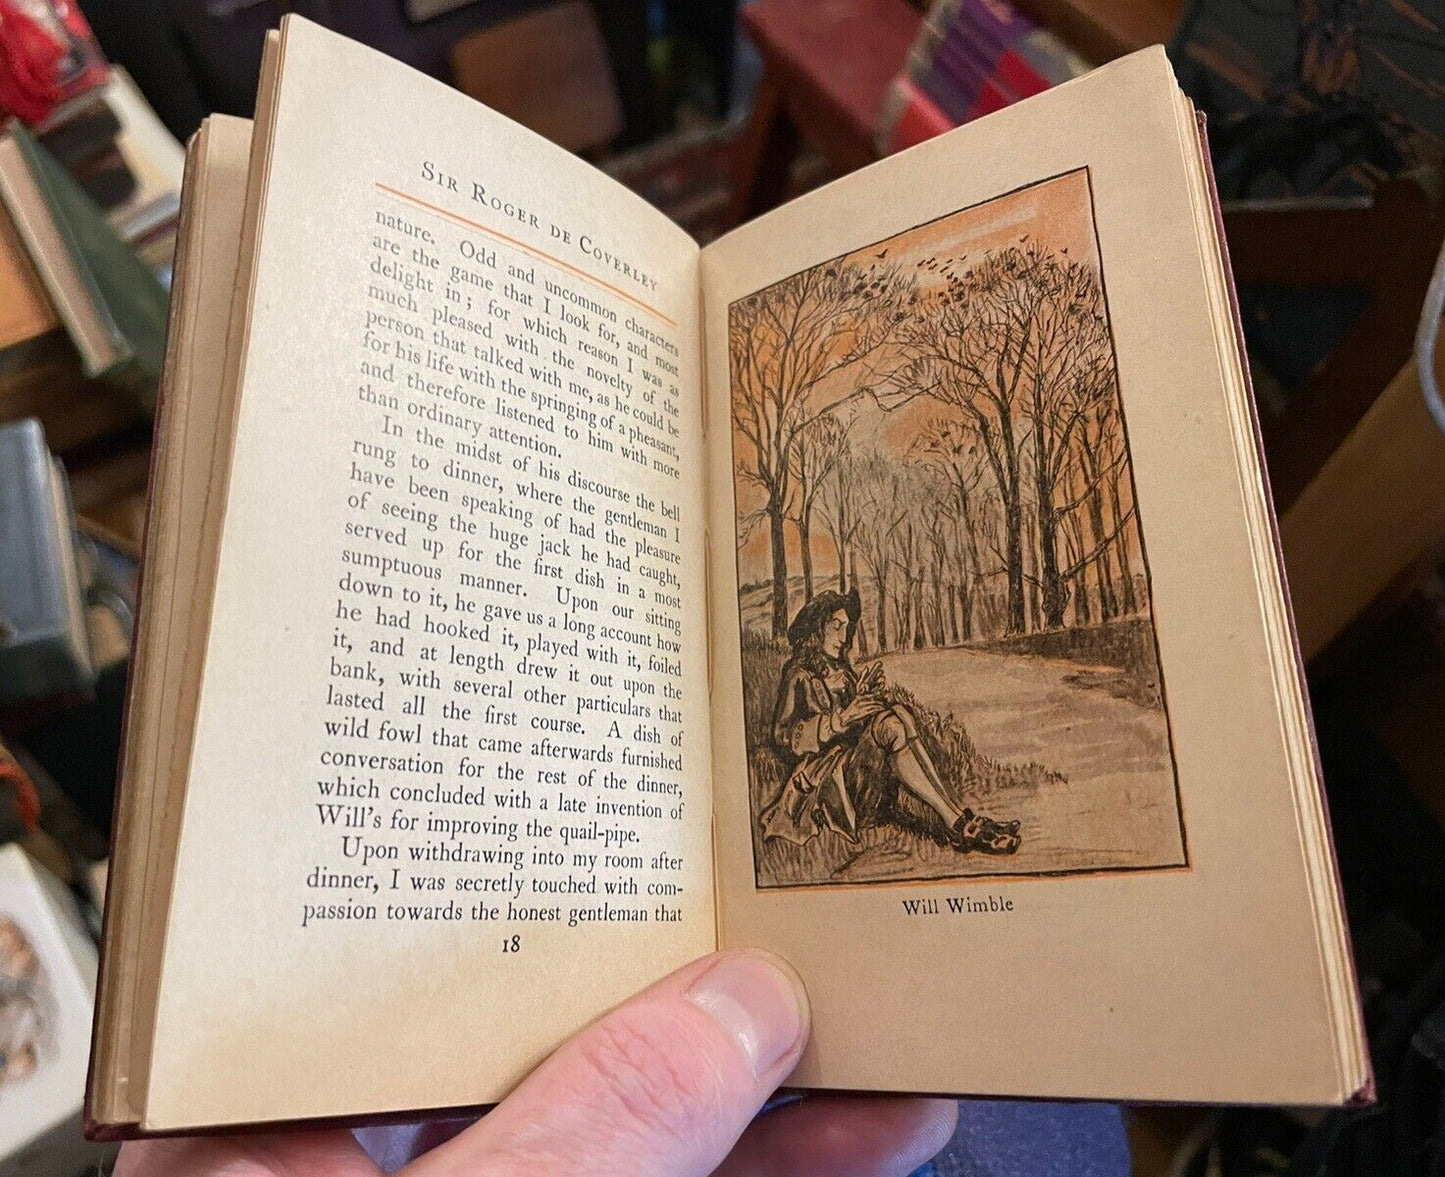 Sir Roger de Coverley
nature. Odd and uncommon characters
are the game that I look for, and most
delight in; for which reason I was as
much pleased with the novelty of the
person that talked with me, as he could be
for his life with the springing of a pheasant,
and therefore listened to him with more
than ordinary attention.
In the midst of his discourse the bell
rung to dinner, where the gentleman I
have been speaking of had the pleasure
of seeing the huge jack he had caught,
served up for the first dish in a most
sumptuous manner. Upon our sitting
down to it, he gave us a long account how
he had hooked it, played with it, foiled
it, and at length drew it out upon the
bank, with several other particulars that
lasted all the first course. A dish of
wild fowl that came afterwards furnished
conversation for the rest of the dinner,
which concluded with a late invention of
Will's for improving the quail-pipe.
Upon withdrawing into my room after
dinner, I was secretly touched with com-
passion towards the honest gentleman that
18
Will Wimble